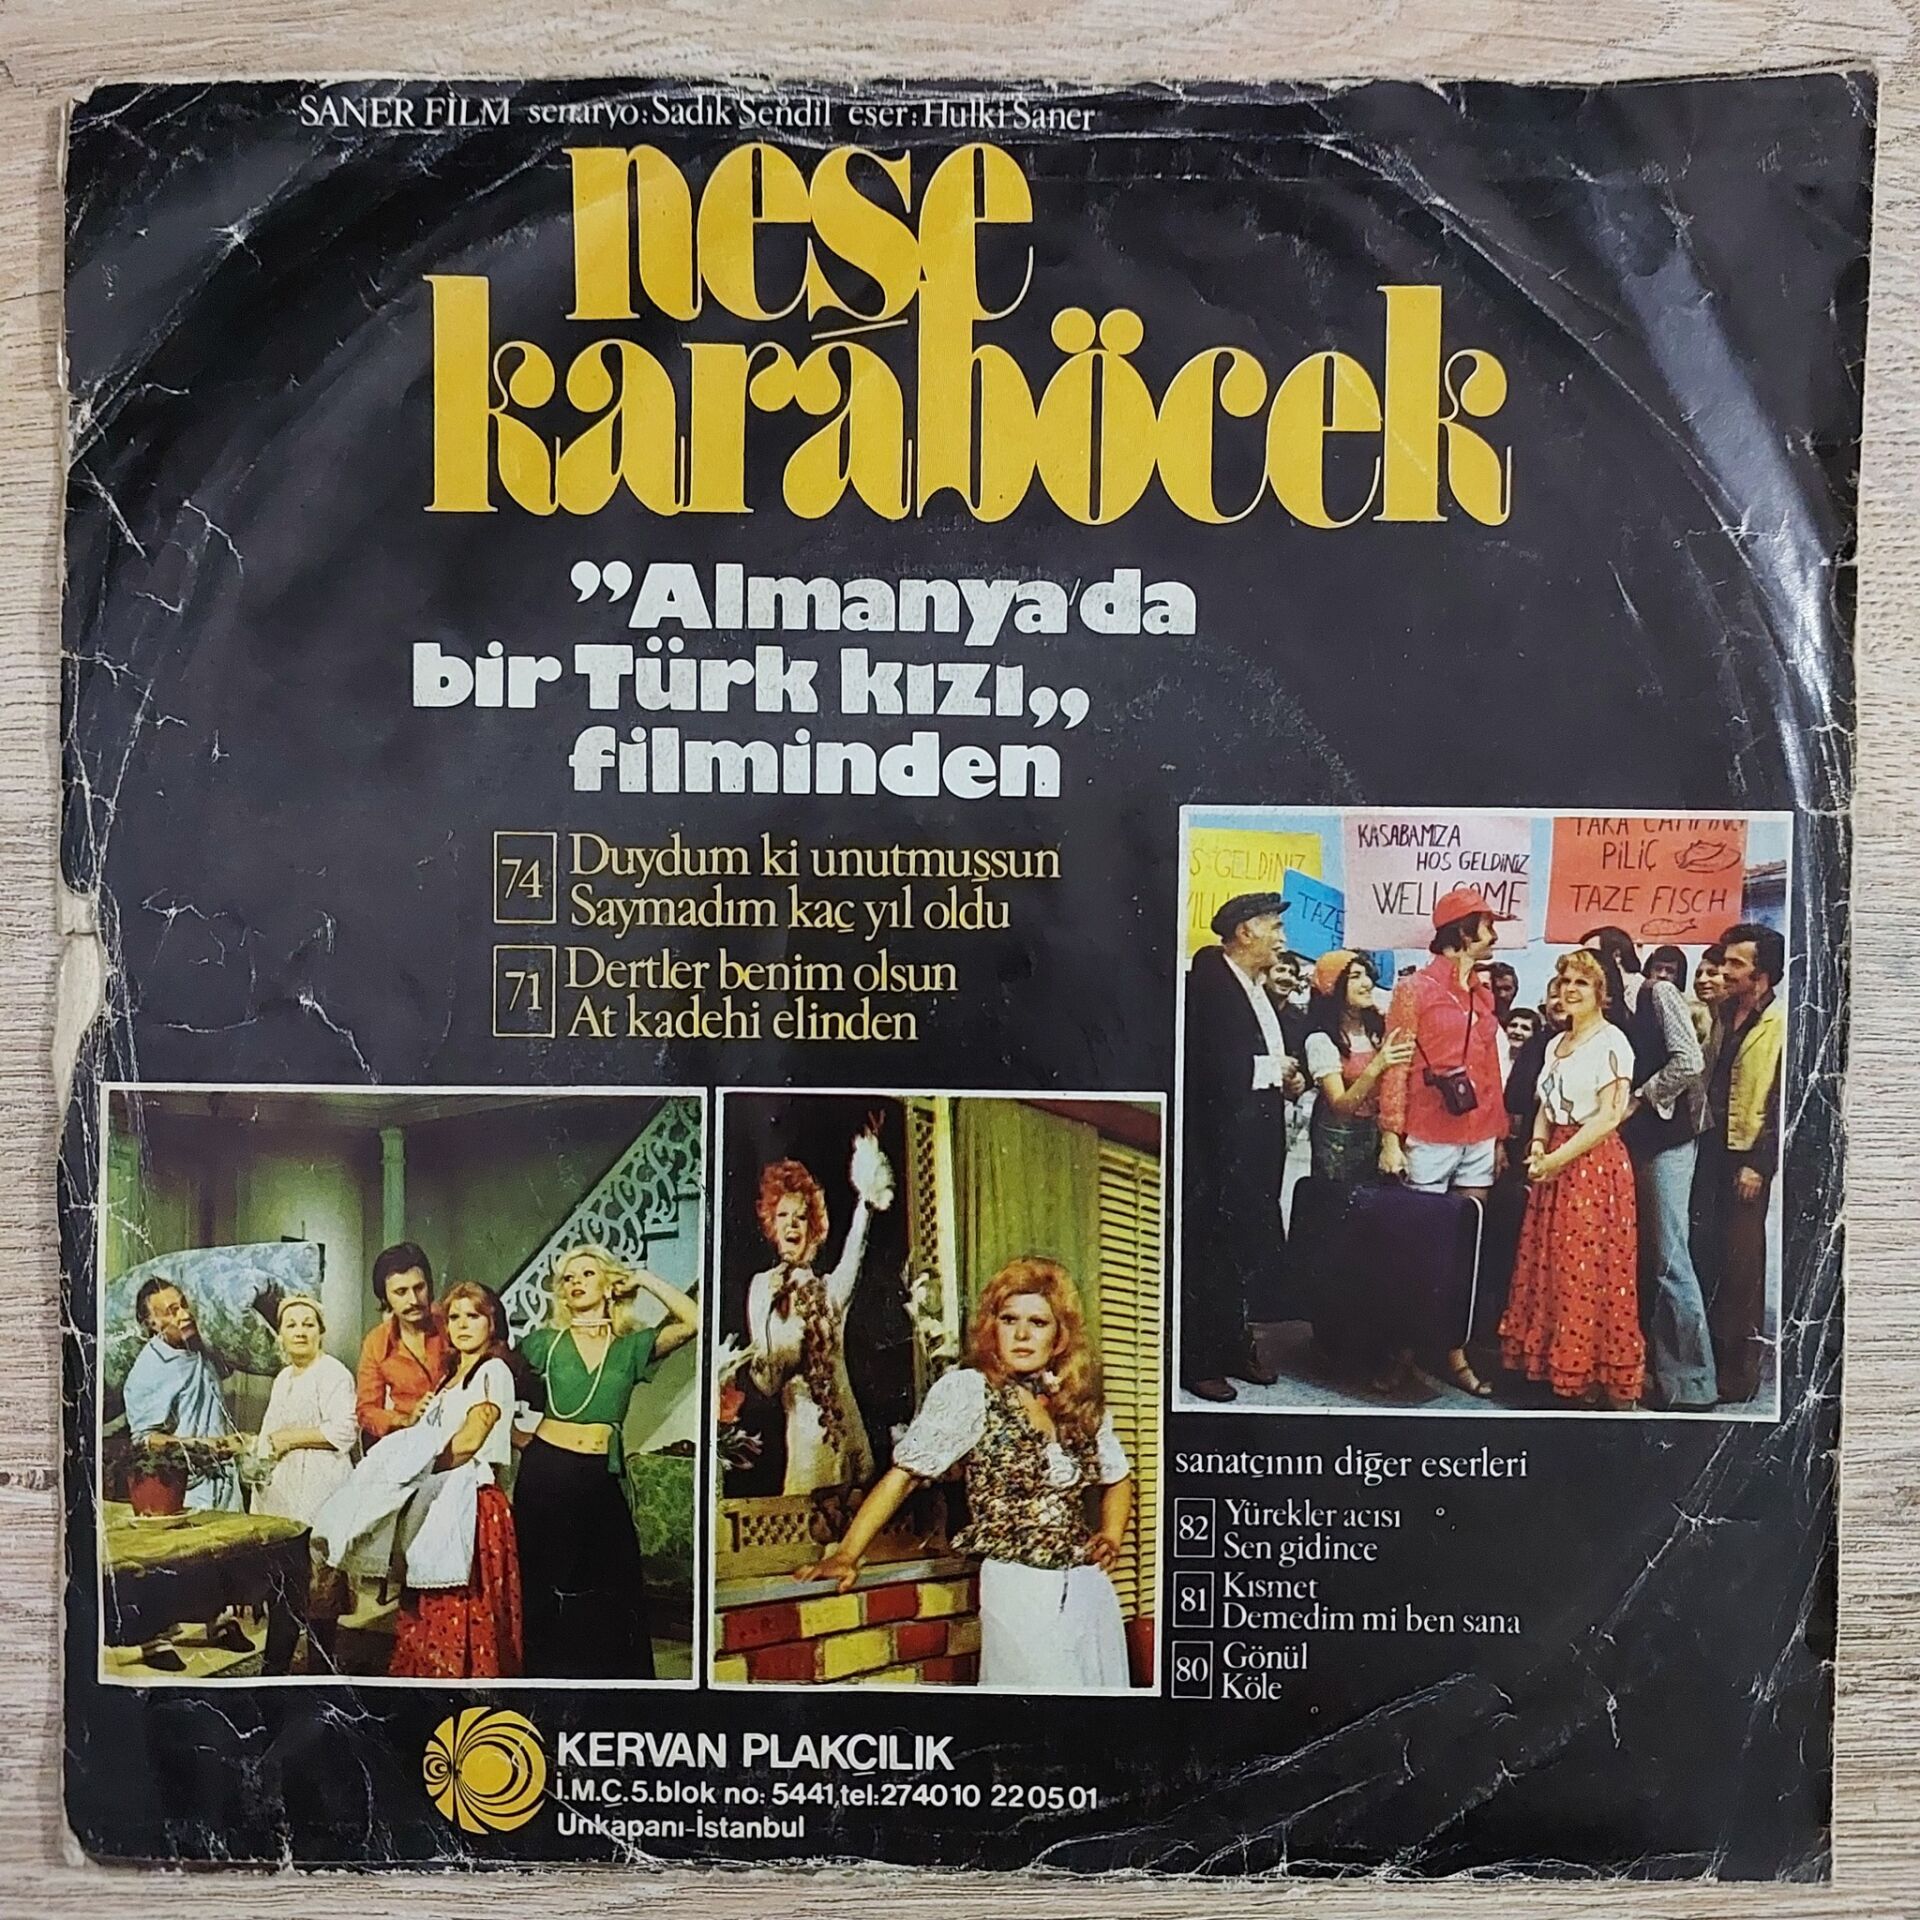 SANER FİLM senaryo: Sadık Şendil eser: Hulki Saner
neşe
karaböcek
”Almanya'da
bir Türk kızı„
filminden
74 Duydum ki unutmuşsun
Saymadım kaç yıl oldu
71 Dertler benim olsun
At kadehi elinden
KASABAMIZA
HOŞ GELDİNİZ
WELLCOME
GELDİNİZ
TAZE
PİLİÇ
TAZE FISCH
sanatçının diğer eserleri
82 Yürekler acısı
Sen gidince
81 Kısmet
Demedim mi ben sana
80 Gönül
Köle
KERVAN PLAKÇILIK
İ.M.Ç. 5.blok no: 5441, tel:274010 220501
Unkapanı-İstanbul